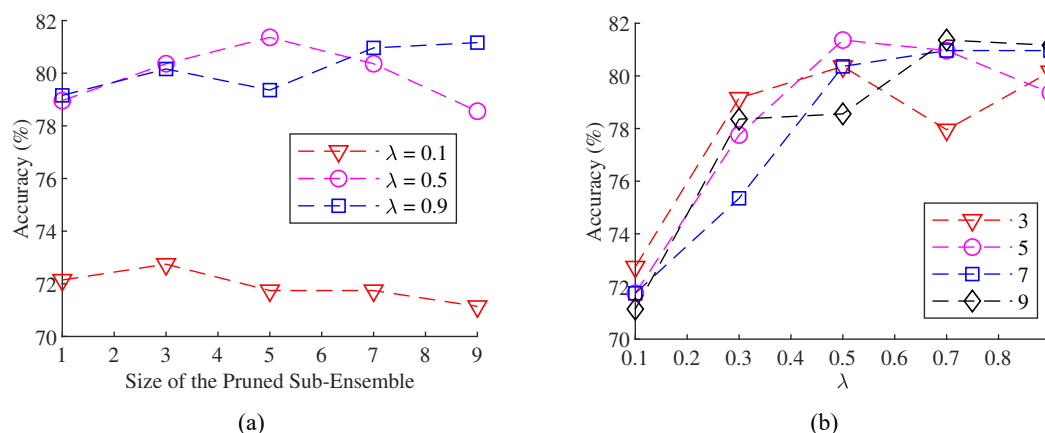 82
80
78
76
74
72
70
Accuracy (%)
λ = 0.1
λ = 0.5
λ = 0.9
1 2 3 4 5 6 7 8 9
Size of the Pruned Sub-Ensemble
(a)
82
80
78
76
74
72
70
Accuracy (%)
3
5
7
9
0.1 0.2 0.3 0.4 0.5 0.6 0.7 0.8
λ
(b)